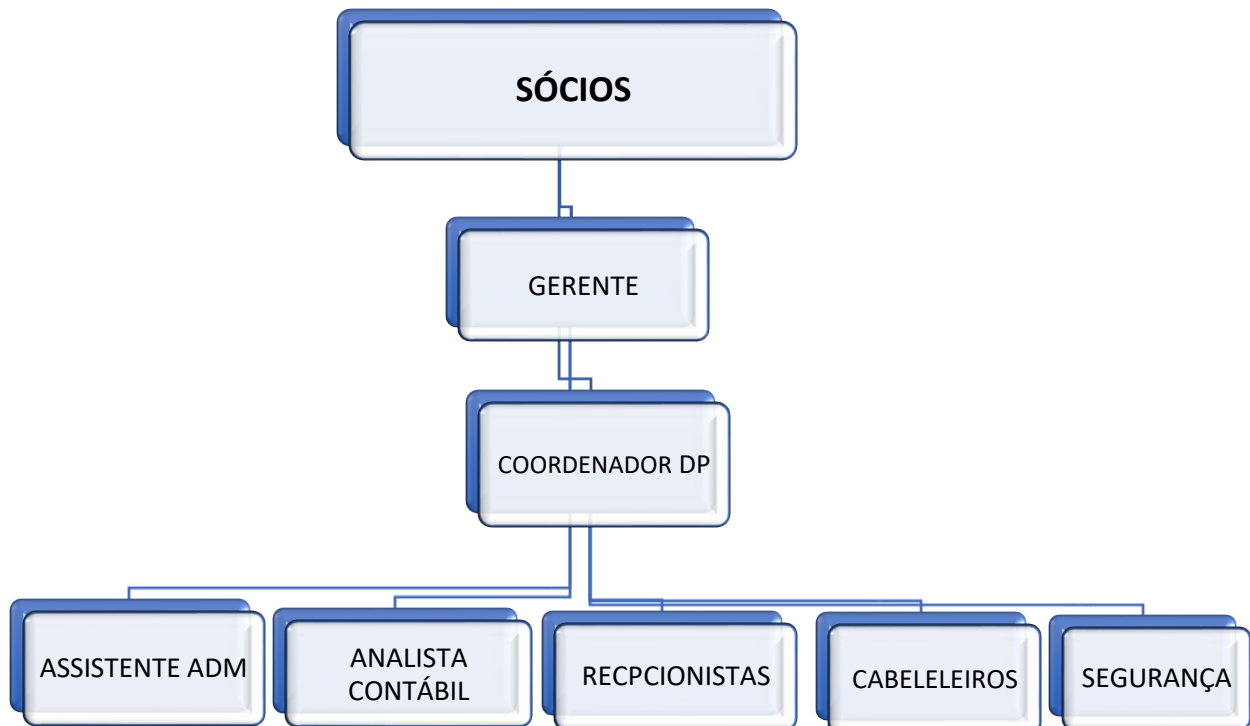 SÓCIOS
GERENTE
COORDENADOR DP
ASSISTENTE ADM
ANALISTA
CONTÁBIL
RECPCIONISTAS
CABELELEIROS
SEGURANÇA